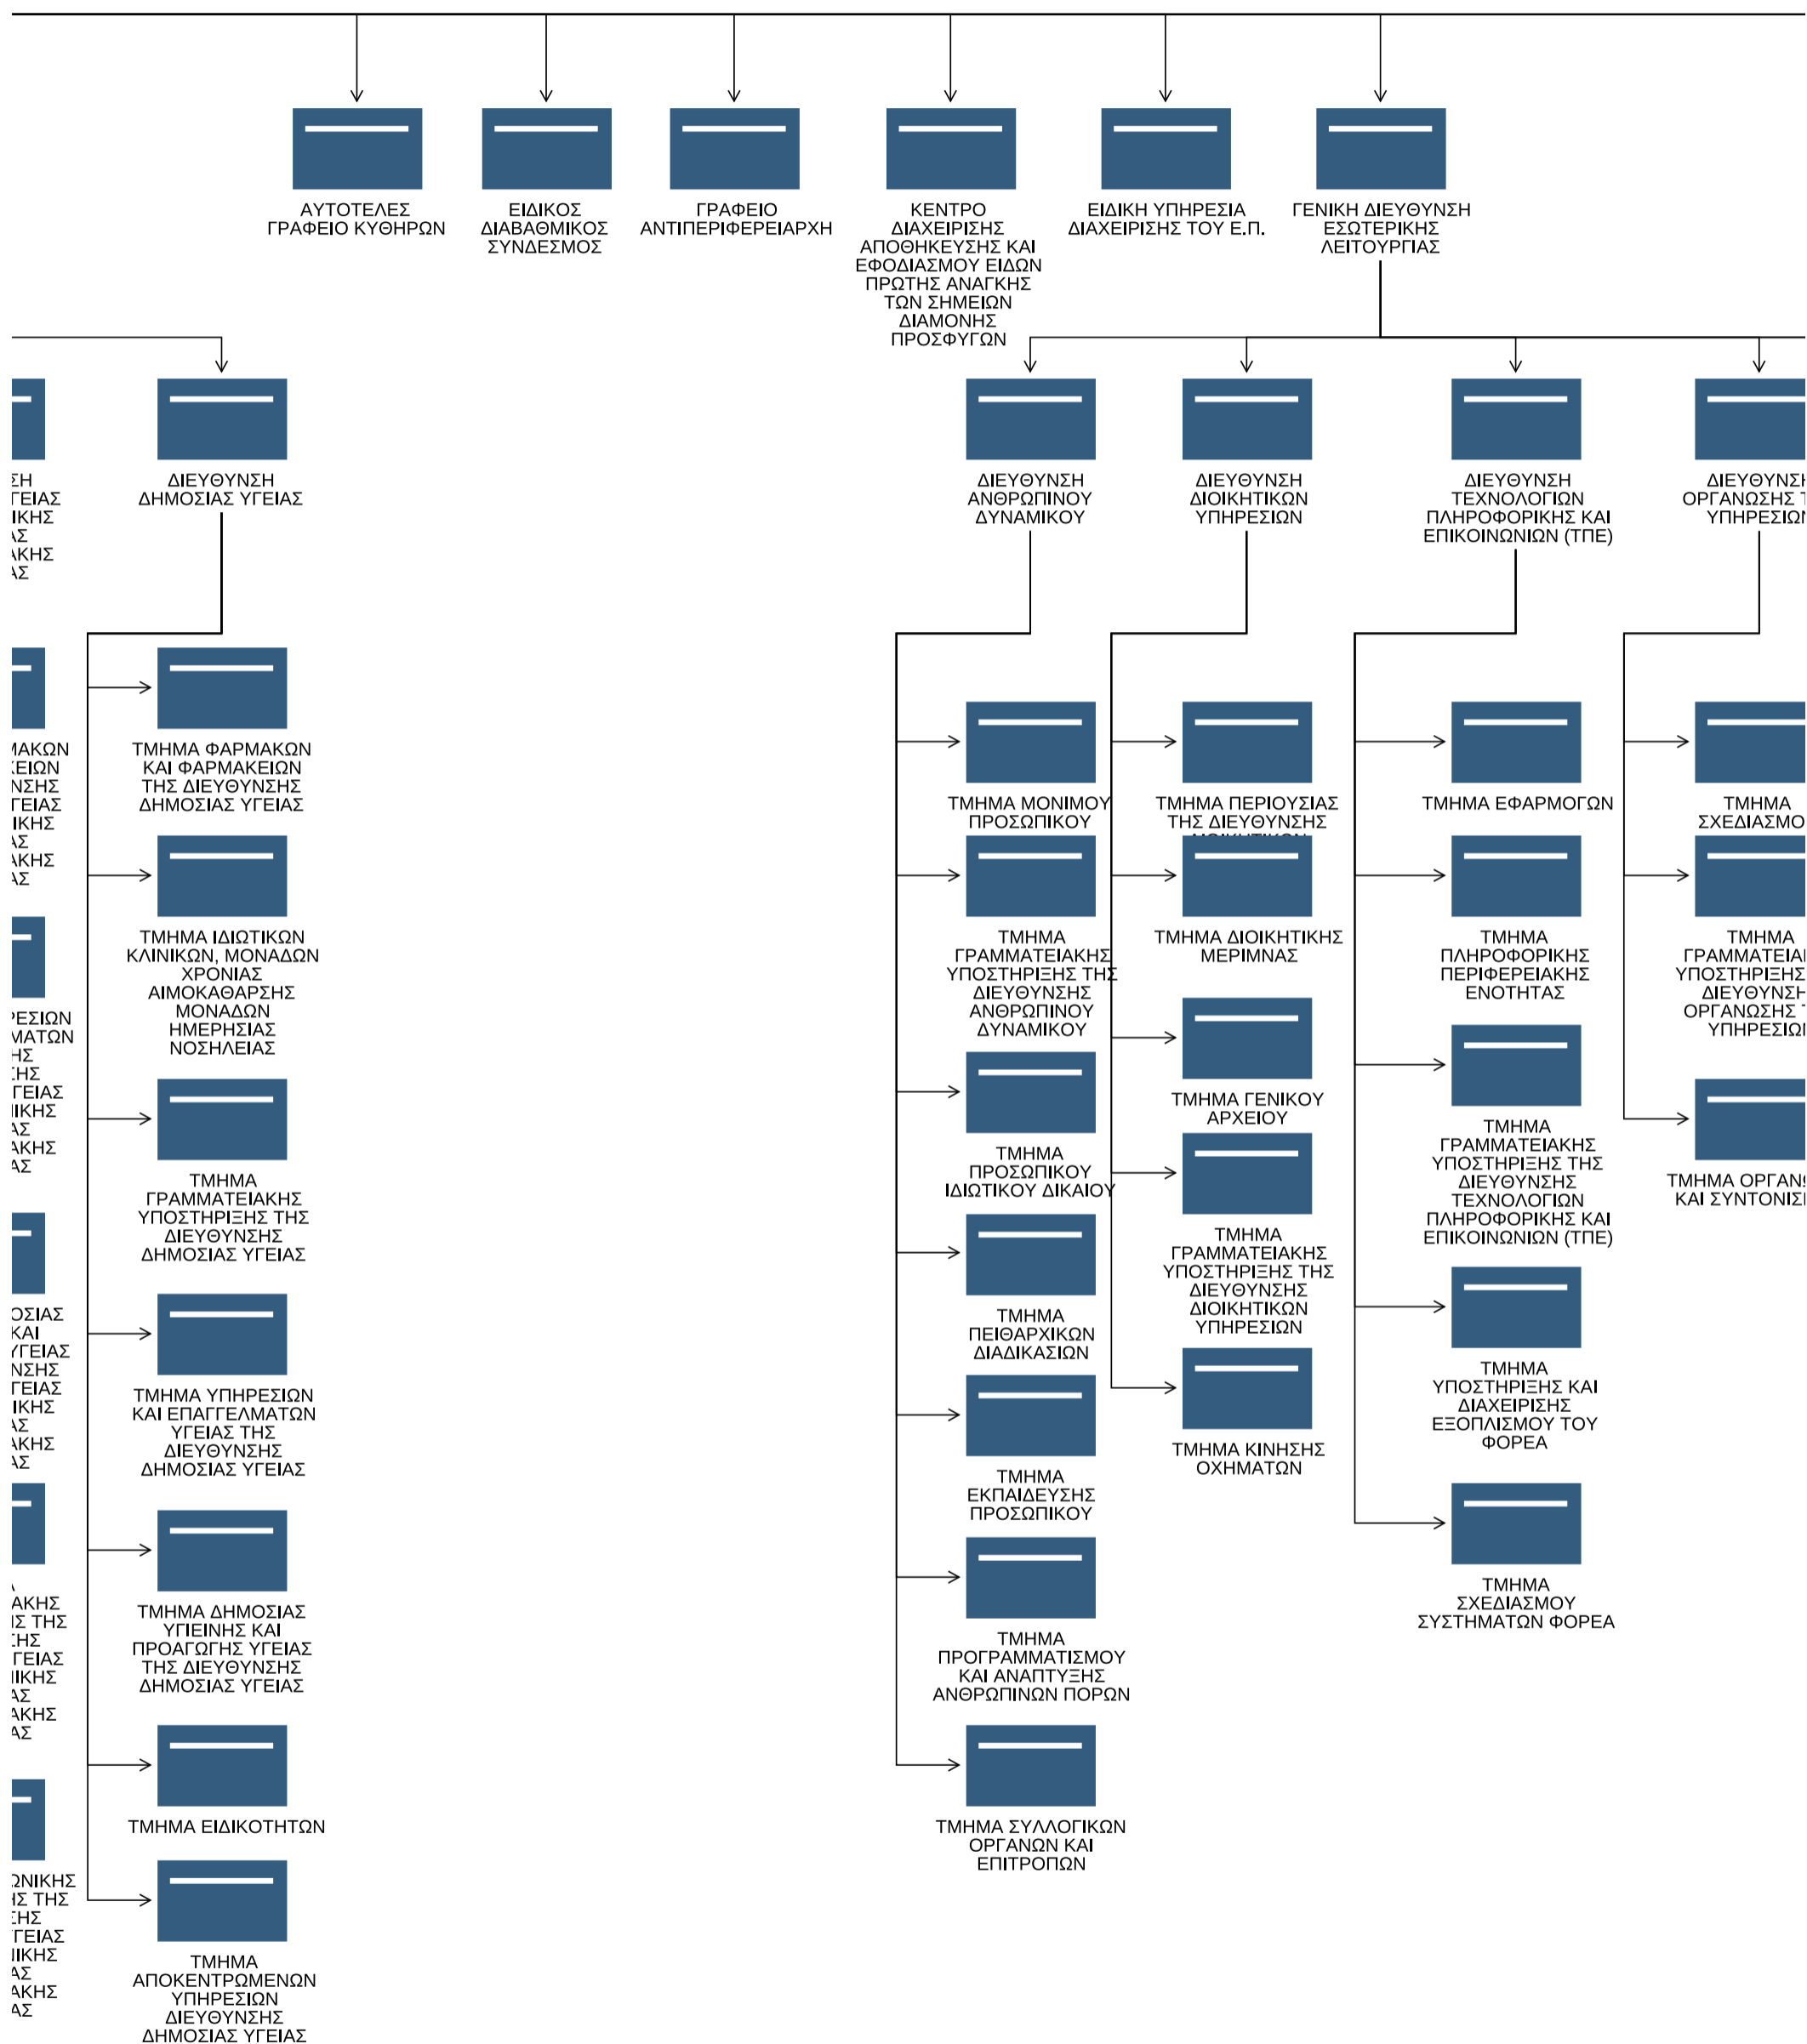 ΑΥΤΟΤΕΛΕΣ
ΓΡΑΦΕΙΟ ΚΥΘΗΡΩΝ
ΕΙΔΙΚΟΣ
ΔΙΑΒΑΘΜΙΚΟΣ
ΣΥΝΔΕΣΜΟΣ
ΓΡΑΦΕΙΟ
ΑΝΤΙΠΕΡΙΦΕΡΕΙΑΡΧΗ
ΚΕΝΤΡΟ
ΔΙΑΧΕΙΡΙΣΗΣ
ΑΠΟΘΗΚΕΥΣΗΣ ΚΑΙ
ΕΦΟΔΙΑΣΜΟΥ ΕΙΔΩΝ
ΠΡΩΤΗΣ ΑΝΑΓΚΗΣ
ΤΩΝ ΣΗΜΕΙΩΝ
ΔΙΑΜΟΝΗΣ
ΠΡΟΣΦΥΓΩΝ
ΕΙΔΙΚΗ ΥΠΗΡΕΣΙΑ
ΔΙΑΧΕΙΡΙΣΗΣ ΤΟΥ Ε.Π.
ΓΕΝΙΚΗ ΔΙΕΥΘΥΝΣΗ
ΕΣΩΤΕΡΙΚΗΣ
ΛΕΙΤΟΥΡΓΙΑΣ
ΔΙΕΥΘΥΝΣΗ
ΔΗΜΟΣΙΑΣ ΥΓΕΙΑΣ
ΤΜΗΜΑ ΦΑΡΜΑΚΩΝ
ΚΑΙ ΦΑΡΜΑΚΕΙΩΝ
ΤΗΣ ΔΙΕΥΘΥΝΣΗΣ
ΔΗΜΟΣΙΑΣ ΥΓΕΙΑΣ
ΤΜΗΜΑ ΙΔΙΩΤΙΚΩΝ
ΚΛΙΝΙΚΩΝ, ΜΟΝΑΔΩΝ
ΧΡΟΝΙΑΣ
ΑΙΜΟΚΑΘΑΡΣΗΣ
ΜΟΝΑΔΩΝ
ΗΜΕΡΗΣΙΑΣ
ΝΟΣΗΛΕΙΑΣ
ΤΜΗΜΑ
ΓΡΑΜΜΑΤΕΙΑΚΗΣ
ΥΠΟΣΤΗΡΙΞΗΣ ΤΗΣ
ΔΙΕΥΘΥΝΣΗΣ
ΔΗΜΟΣΙΑΣ ΥΓΕΙΑΣ
ΤΜΗΜΑ ΥΠΗΡΕΣΙΩΝ
ΚΑΙ ΕΠΑΓΓΕΛΜΑΤΩΝ
ΥΓΕΙΑΣ ΤΗΣ
ΔΙΕΥΘΥΝΣΗΣ
ΔΗΜΟΣΙΑΣ ΥΓΕΙΑΣ
ΤΜΗΜΑ ΔΗΜΟΣΙΑΣ
ΥΓΙΕΙΝΗΣ ΚΑΙ
ΠΡΟΑΓΩΓΗΣ ΥΓΕΙΑΣ
ΤΗΣ ΔΙΕΥΘΥΝΣΗΣ
ΔΗΜΟΣΙΑΣ ΥΓΕΙΑΣ
ΤΜΗΜΑ ΕΙΔΙΚΟΤΗΤΩΝ
ΤΜΗΜΑ
ΑΠΟΚΕΝΤΡΩΜΕΝΩΝ
ΥΠΗΡΕΣΙΩΝ
ΔΙΕΥΘΥΝΣΗΣ
ΔΗΜΟΣΙΑΣ ΥΓΕΙΑΣ
ΔΙΕΥΘΥΝΣΗ
ΑΝΘΡΩΠΙΝΟΥ
ΔΥΝΑΜΙΚΟΥ
ΤΜΗΜΑ ΜΟΝΙΜΟΥ
ΠΡΟΣΩΠΙΚΟΥ
ΤΜΗΜΑ
ΓΡΑΜΜΑΤΕΙΑΚΗΣ
ΥΠΟΣΤΗΡΙΞΗΣ ΤΗΣ
ΔΙΕΥΘΥΝΣΗΣ
ΑΝΘΡΩΠΙΝΟΥ
ΔΥΝΑΜΙΚΟΥ
ΤΜΗΜΑ
ΠΡΟΣΩΠΙΚΟΥ
ΙΔΙΩΤΙΚΟΥ ΔΙΚΑΙΟΥ
ΤΜΗΜΑ
ΠΕΙΘΑΡΧΙΚΩΝ
ΔΙΑΔΙΚΑΣΙΩΝ
ΤΜΗΜΑ
ΕΚΠΑΙΔΕΥΣΗΣ
ΠΡΟΣΩΠΙΚΟΥ
ΤΜΗΜΑ
ΠΡΟΓΡΑΜΜΑΤΙΣΜΟΥ
ΚΑΙ ΑΝΑΠΤΥΞΗΣ
ΑΝΘΡΩΠΙΝΩΝ ΠΟΡΩΝ
ΤΜΗΜΑ ΣΥΛΛΟΓΙΚΩΝ
ΟΡΓΑΝΩΝ ΚΑΙ
ΕΠΙΤΡΟΠΩΝ
ΔΙΕΥΘΥΝΣΗ
ΔΙΟΙΚΗΤΙΚΩΝ
ΥΠΗΡΕΣΙΩΝ
ΤΜΗΜΑ ΠΕΡΙΟΥΣΙΑΣ
ΤΗΣ ΔΙΕΥΘΥΝΣΗΣ
ΤΜΗΜΑ ΔΙΟΙΚΗΤΙΚΗΣ
ΜΕΡΙΜΝΑΣ
ΤΜΗΜΑ ΓΕΝΙΚΟΥ
ΑΡΧΕΙΟΥ
ΤΜΗΜΑ
ΓΡΑΜΜΑΤΕΙΑΚΗΣ
ΥΠΟΣΤΗΡΙΞΗΣ ΤΗΣ
ΔΙΕΥΘΥΝΣΗΣ
ΔΙΟΙΚΗΤΙΚΩΝ
ΥΠΗΡΕΣΙΩΝ
ΤΜΗΜΑ ΚΙΝΗΣΗΣ
ΟΧΗΜΑΤΩΝ
ΔΙΕΥΘΥΝΣΗ
ΤΕΧΝΟΛΟΓΙΩΝ
ΠΛΗΡΟΦΟΡΙΚΗΣ ΚΑΙ
ΕΠΙΚΟΙΝΩΝΙΩΝ (ΤΠΕ)
ΤΜΗΜΑ ΕΦΑΡΜΟΓΩΝ
ΤΜΗΜΑ
ΠΛΗΡΟΦΟΡΙΚΗΣ
ΠΕΡΙΦΕΡΕΙΑΚΗΣ
ΕΝΟΤΗΤΑΣ
ΤΜΗΜΑ
ΓΡΑΜΜΑΤΕΙΑΚΗΣ
ΥΠΟΣΤΗΡΙΞΗΣ ΤΗΣ
ΔΙΕΥΘΥΝΣΗΣ
ΤΕΧΝΟΛΟΓΙΩΝ
ΠΛΗΡΟΦΟΡΙΚΗΣ ΚΑΙ
ΕΠΙΚΟΙΝΩΝΙΩΝ (ΤΠΕ)
ΤΜΗΜΑ
ΥΠΟΣΤΗΡΙΞΗΣ ΚΑΙ
ΔΙΑΧΕΙΡΙΣΗΣ
ΕΞΟΠΛΙΣΜΟΥ ΤΟΥ
ΦΟΡΕΑ
ΤΜΗΜΑ
ΣΧΕΔΙΑΣΜΟΥ
ΣΥΣΤΗΜΑΤΩΝ ΦΟΡΕΑ
ΟΡΓΑΝΩΣΗΣ
ΤΜΗΜΑ
ΤΜΗΜΑ
ΥΠΟΣΤΗΡΙΞΗΣ
ΟΡΓΑΝΩΣΗΣ
ΤΜΗΜΑ
ΚΑΙ